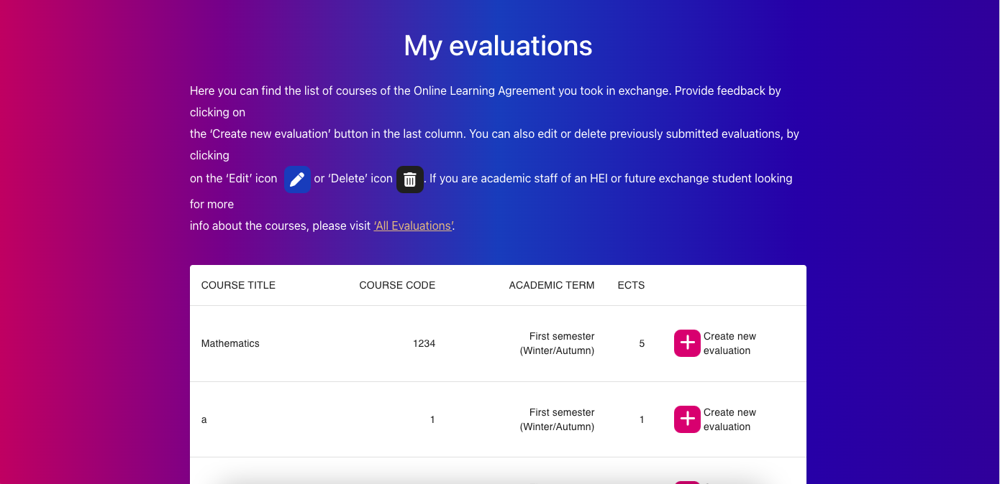 My evaluations
Here you can find the list of courses of the Online Learning Agreement you took in exchange. Provide feedback by
clicking on
the ‘Create new evaluation’ button in the last column. You can also edit or delete previously submitted evaluations, by
clicking
on the ‘Edit’ icon or ‘Delete’ icon . If you are academic staff of an HEI or future exchange student looking
for more
info about the courses, please visit ‘All Evaluations’.
COURSE TITLE COURSE CODE ACADEMIC TERM ECTS
Mathematics 1234 First semester (Winter/Autumn) 5 Create new evaluation
a 1 First semester (Winter/Autumn) 1 Create new evaluation